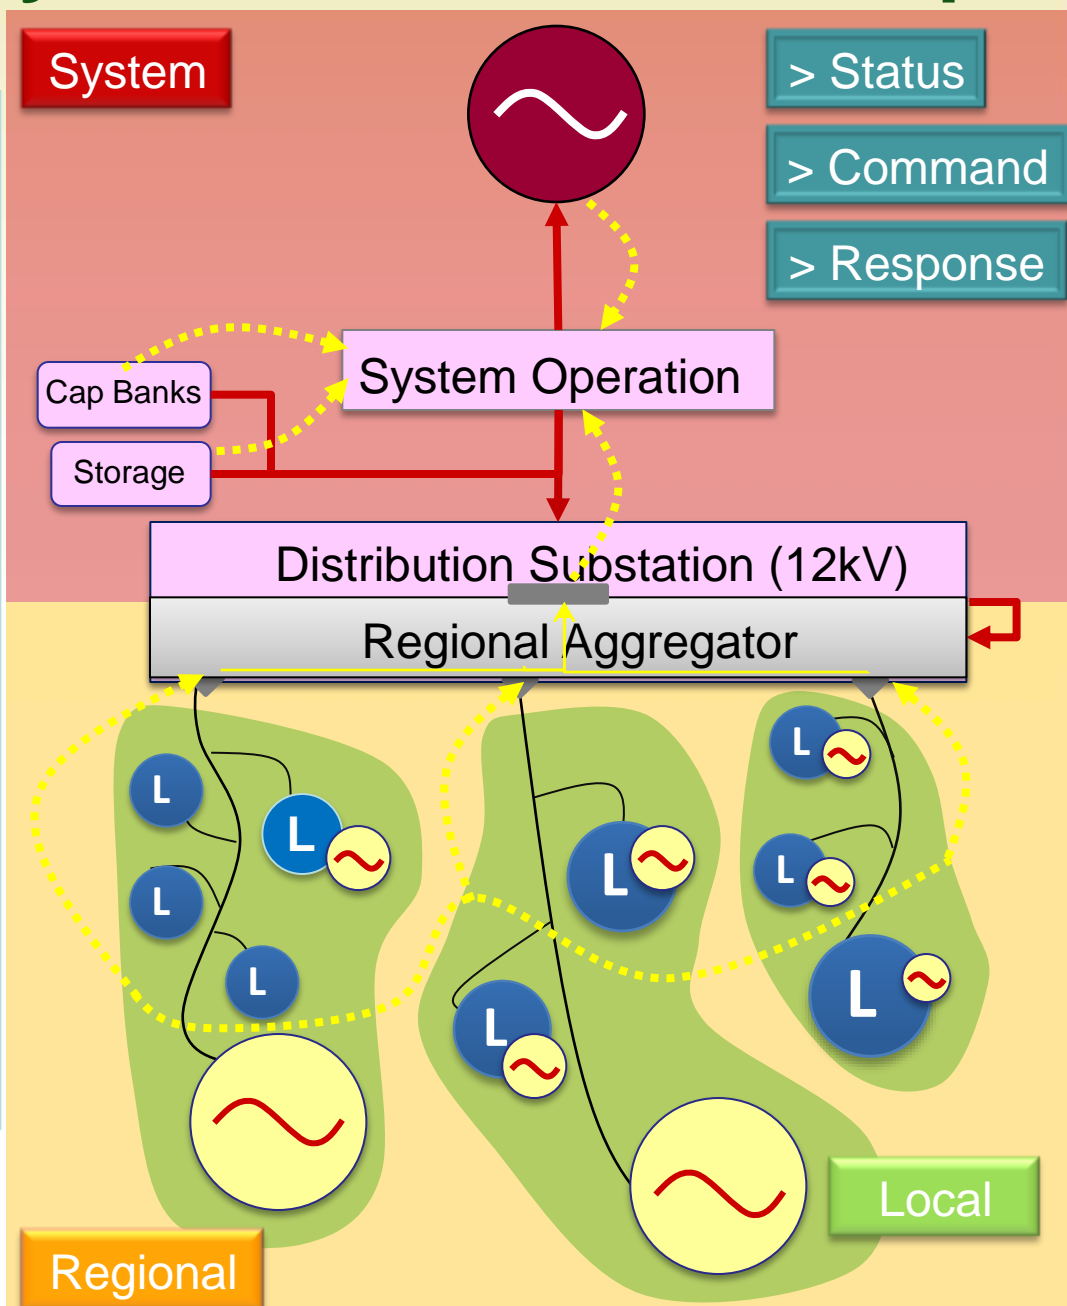 System
> Status
> Command
> Response
System Operation
Cap Banks
Storage
Distribution Substation (12kV)
Regional Aggregator
L
L
L
L
L
L
L
L
L
L
Local
Regional